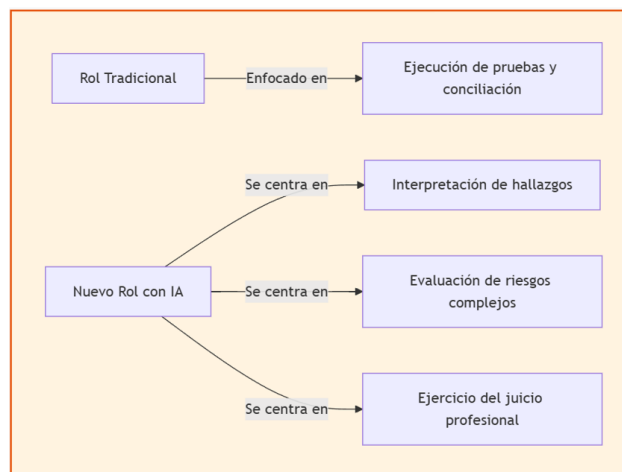 Rol Tradicional
Enfocado en
Ejecución de pruebas y
conciliación
Se centra en
Interpretación de hallazgos
Nuevo Rol con IA
Se centra en
Evaluación de riesgos
complejos
Se centra en
Ejercicio del juicio
profesional